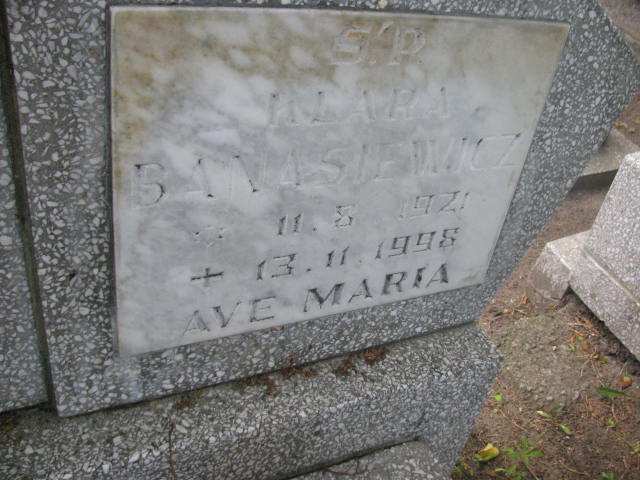 Ś.P.
KLARA
BANASIEWICZ
☆ 11.8 1921
+ 13.11.1998
AVE MARIA